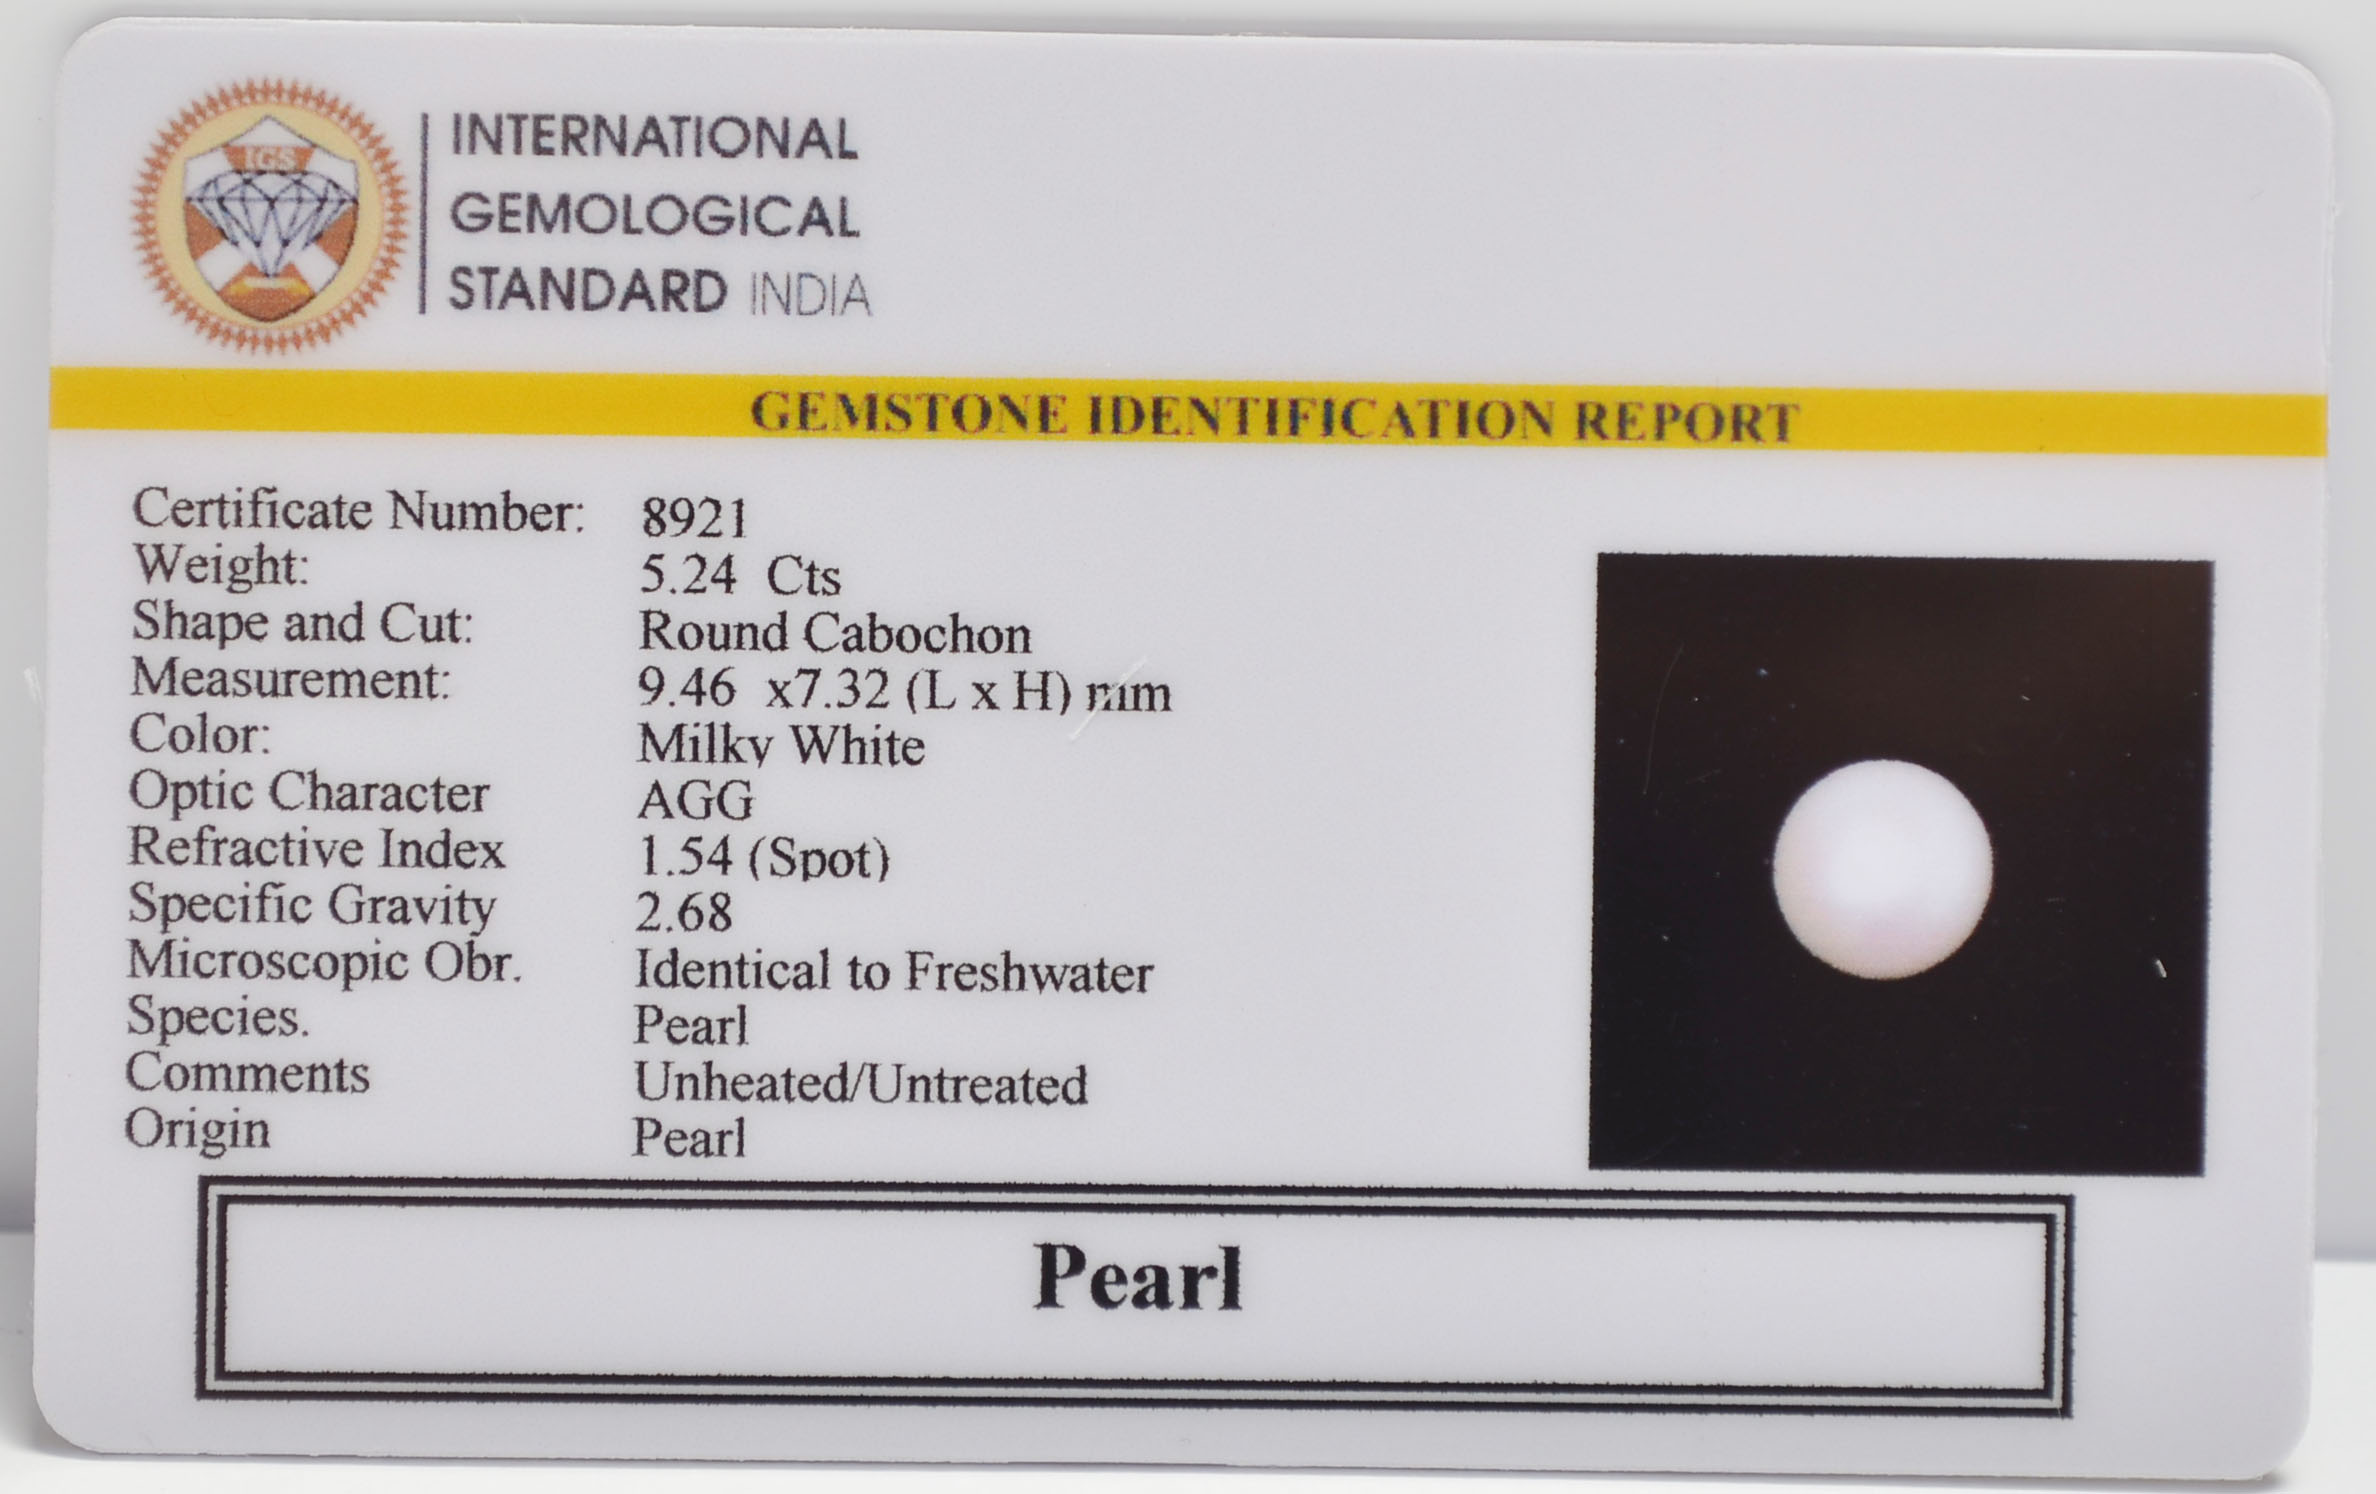 IGS
INTERNATIONAL
GEMOLOGICAL
STANDARD INDIA
GEMSTONE IDENTIFICATION REPORT
Certificate Number: 8921
Weight: 5.24 Cts
Shape and Cut: Round Cabochon
Measurement: 9.46 x7.32 (L x H) mm
Color: Milky White
Optic Character AGG
Refractive Index 1.54 (Spot)
Specific Gravity 2.68
Microscopic Obr. Identical to Freshwater
Species. Pearl
Comments Unheated/Untreated
Origin Pearl
Pearl